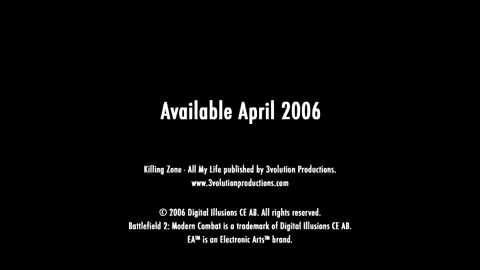 Available April 2006
Killing Zone - All My Life published by 3volution Productions.
www.3volutionproductions.com
© 2006 Digital Illusions CE AB. All rights reserved.
Battlefield 2: Modern Combat is a trademark of Digital Illusions CE AB.
EA™ is an Electronic Arts™ brand.